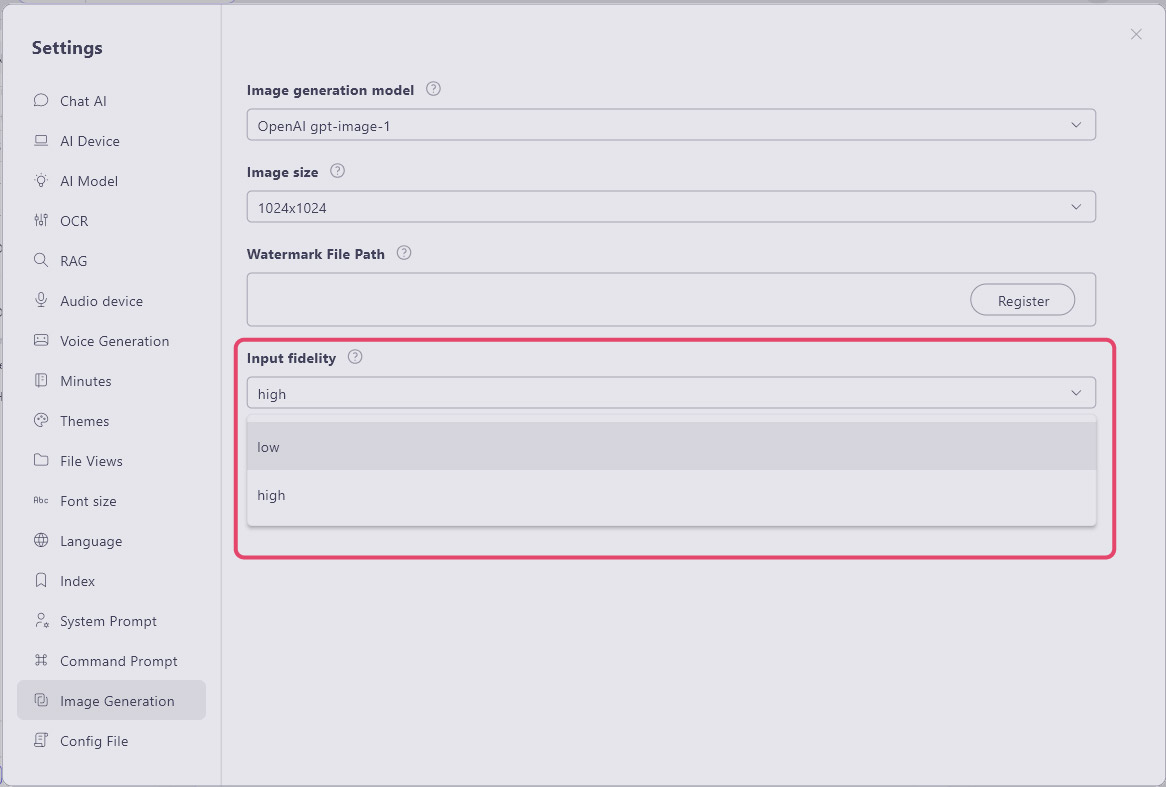 Settings
Chat AI
AI Device
AI Model
OCR
RAG
Audio device
Voice Generation
Minutes
Themes
File Views
Abc Font size
Language
Index
System Prompt
Command Prompt
Image Generation
Config File
Image generation model ?
OpenAI gpt-image-1
Image size ?
1024x1024
Watermark File Path ?
Register
Input fidelity ?
high
low
high